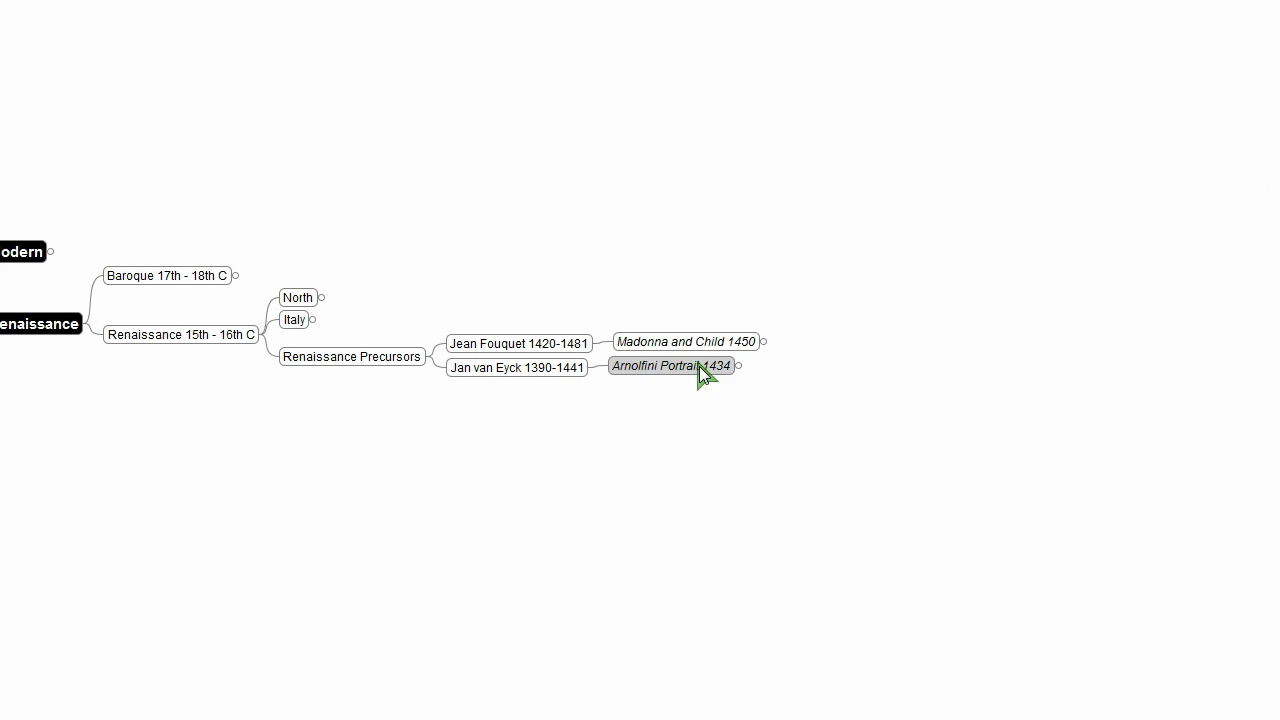 odern
Baroque 17th - 18th C
North
Italy
enaissance
Renaissance 15th - 16th C
Renaissance Precursors
Jean Fouquet 1420-1481
Madonna and Child 1450
Jan van Eyck 1390-1441
Arnolfini Portrait 1434